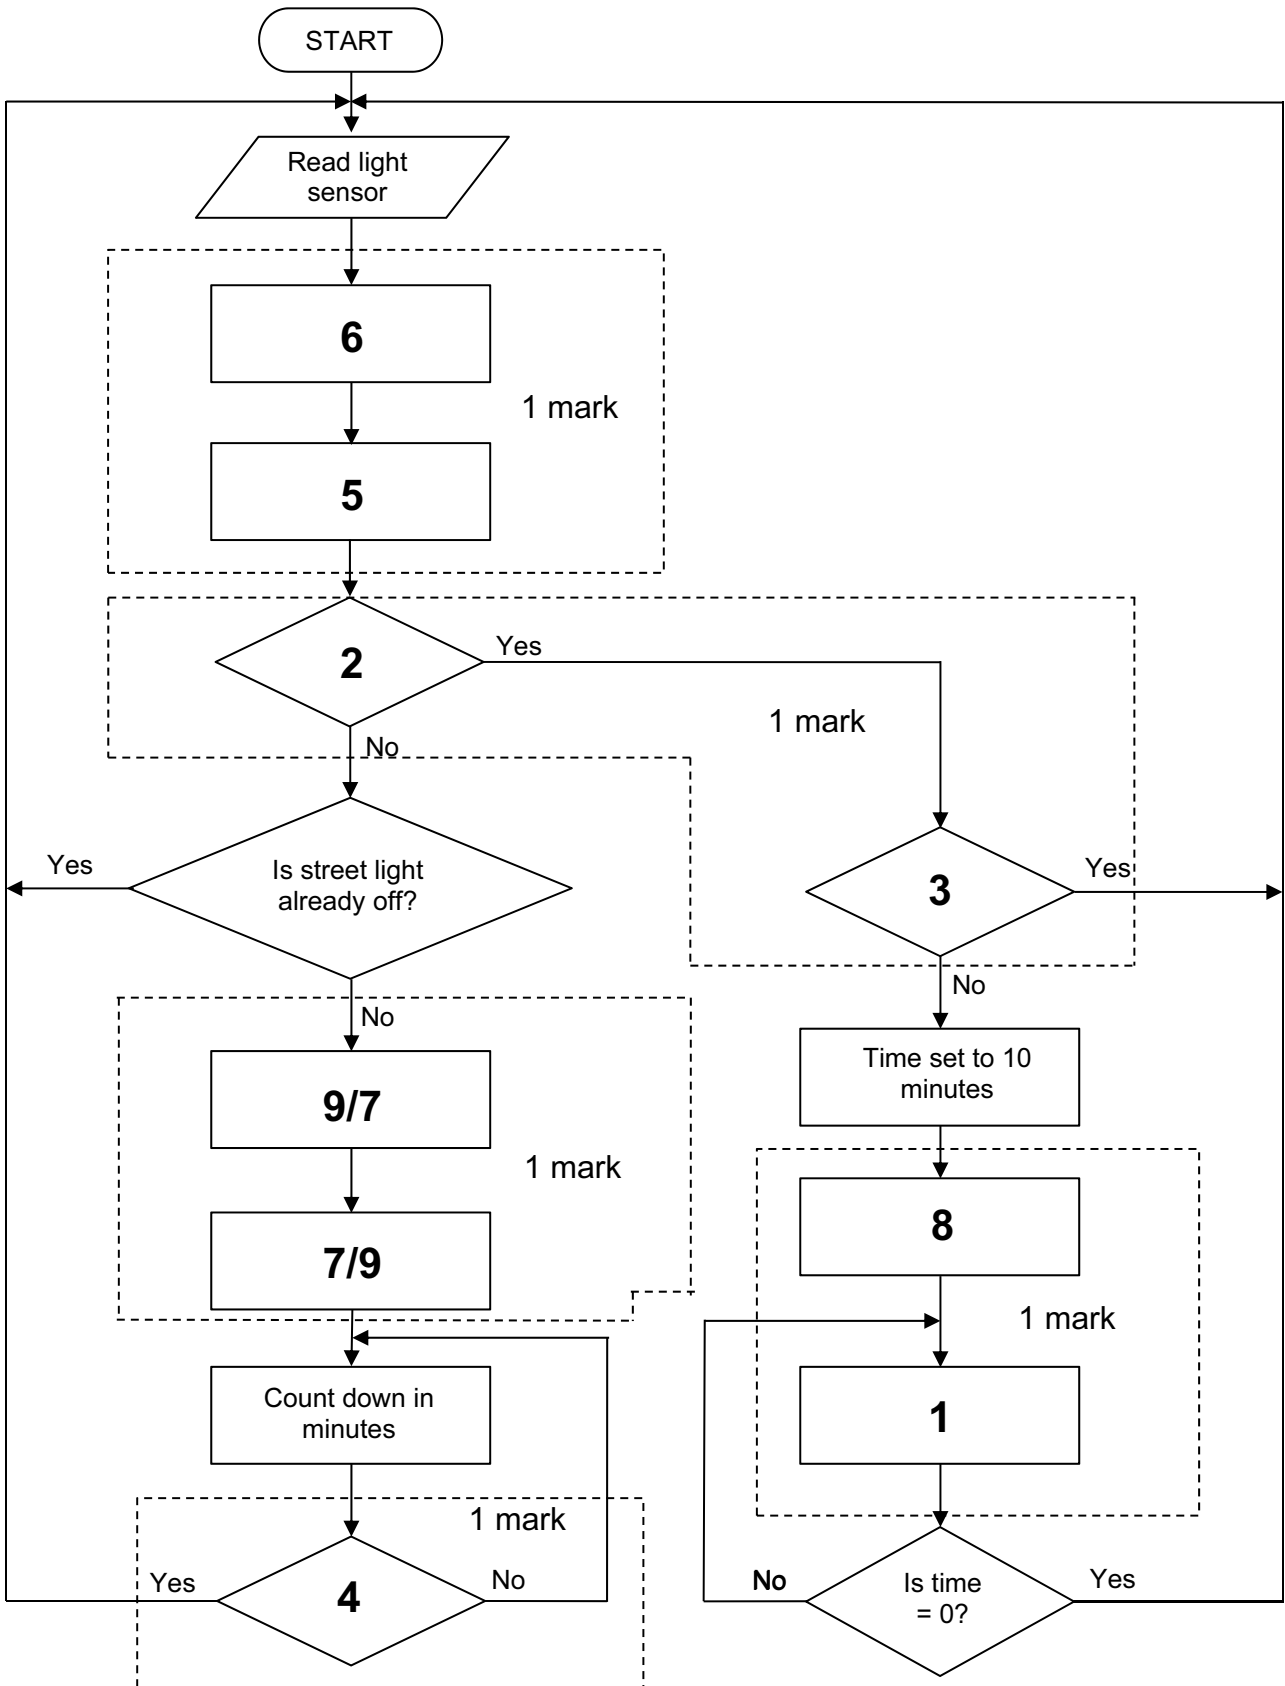 START
Read light
sensor
6
1 mark
5
2
Yes
1 mark
No
Yes
Is street light
already off?
3
Yes
No
No
Time set to 10
minutes
9/7
1 mark
8
7/9
1 mark
Count down in
minutes
1
1 mark
Yes
4
No
No
Is time
= 0?
Yes